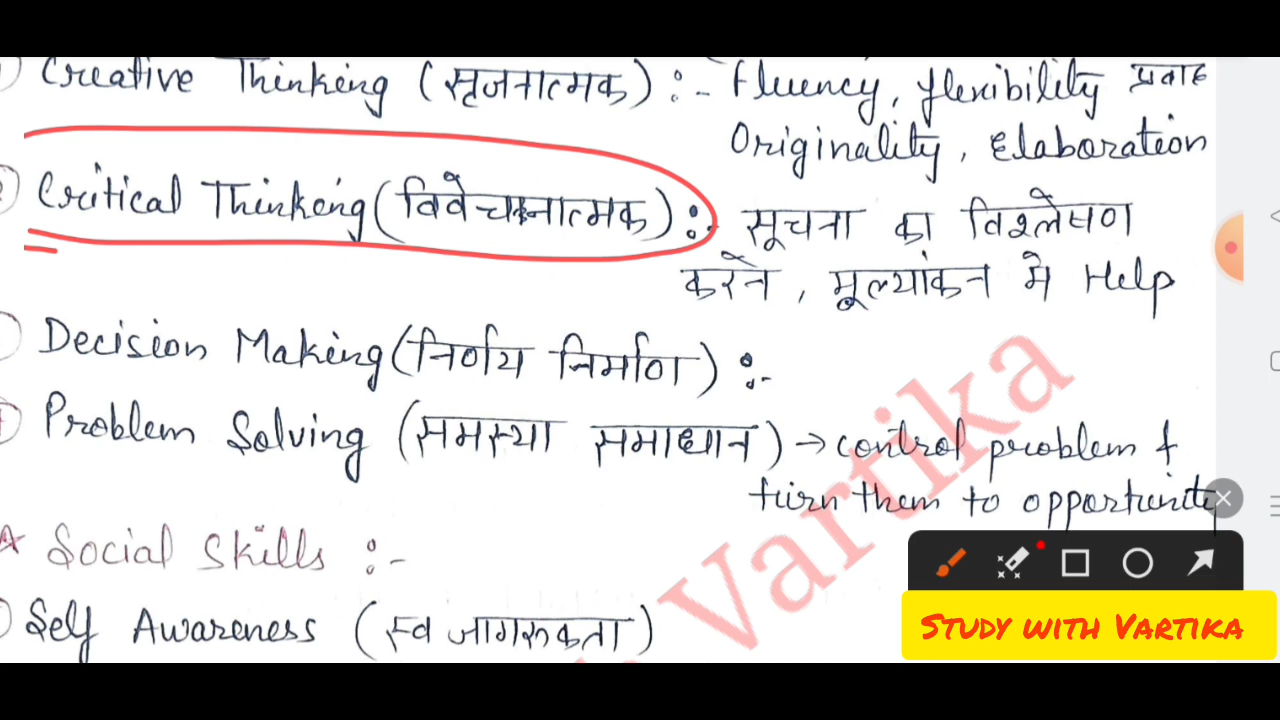 Creative Thinking (सृजनात्मक) :- Fluency, flexibility प्रवाह
Originality, Elaboration
Critical Thinking (विवेचनात्मक) :- सूचना का विश्लेषण
करने, मूल्यांकन मे Help
Decision Making (निर्णय निर्माण) :-
Problem Solving (समस्या समाधान) → control problem &
turn them to opportunity
Social Skills :-
Self Awareness (स्व जागरूकता)
Vartika
STUDY WITH VARTIKA